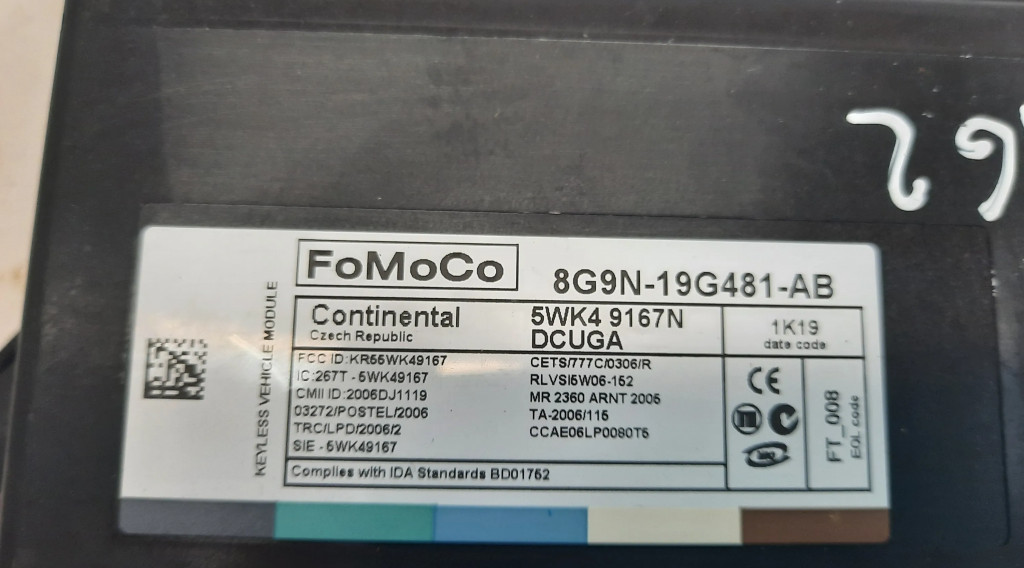 29
FoMoCo
8G9N-19G481-AB
KEYLESS VEHICLE MODULE
Continental
Czech Republic
5WK4 9167N
DCUGA
1K19
date code
FCC ID:KR55WK49167
IC:267T - 5WK49167
CMII ID:2006DJ1119
03272/POSTEL/2006
TRC/LPD/2006/2
SIE - 5WK49167
CETS/777C/0306/R
RLVSI5W06-152
MR 2360 ARNT 2005
TA-2006/115
CCAE06LP0080T5
CE
FT_008
EOL code
Complies with IDA Standards BD01752